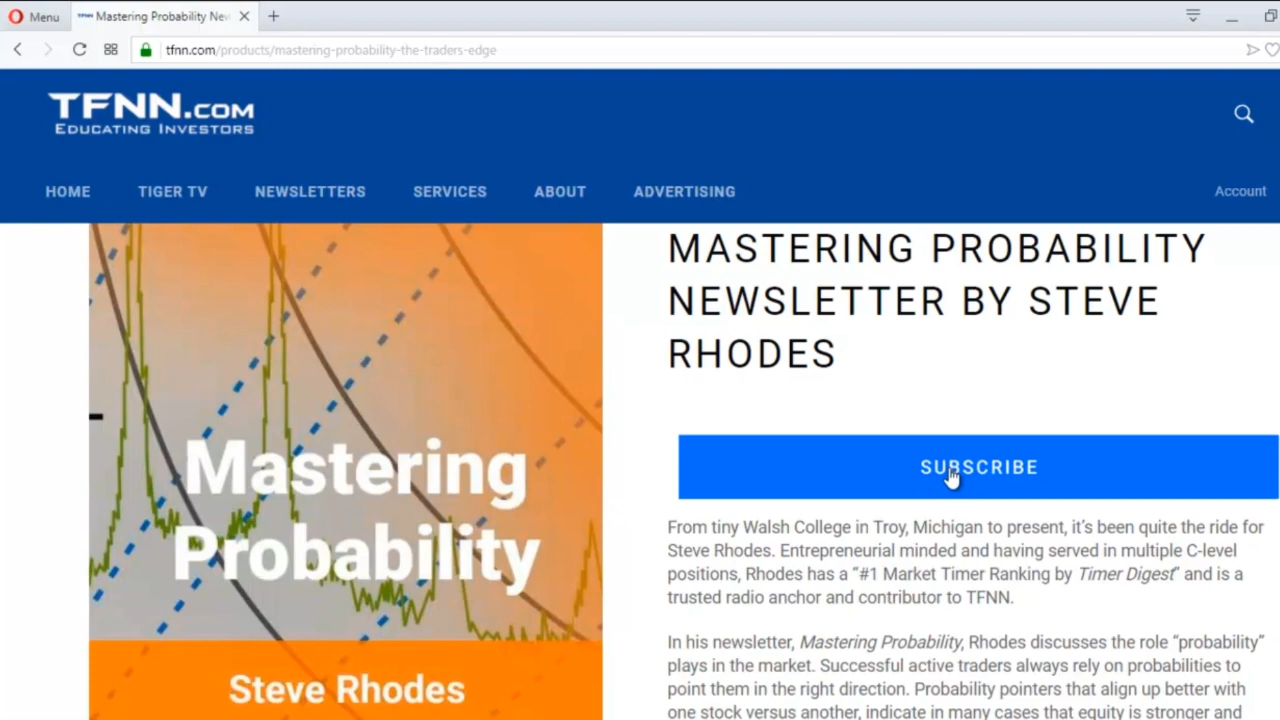 Menu
Mastering Probability New
tfnn.com/products/mastering-probability-the-traders-edge
TFNN.COM
EDUCATING INVESTORS
HOME TIGER TV NEWSLETTERS SERVICES ABOUT ADVERTISING Account
MASTERING PROBABILITY
NEWSLETTER BY STEVE
RHODES
Mastering
Probability
Steve Rhodes
SUBSCRIBE
From tiny Walsh College in Troy, Michigan to present, it’s been quite the ride for
Steve Rhodes. Entrepreneurial minded and having served in multiple C-level
positions, Rhodes has a “#1 Market Timer Ranking by Timer Digest” and is a
trusted radio anchor and contributor to TFNN.
In his newsletter, Mastering Probability, Rhodes discusses the role “probability”
plays in the market. Successful active traders always rely on probabilities to
point them in the right direction. Probability pointers that align up better with
one stock versus another, indicate in many cases that equity is stronger and